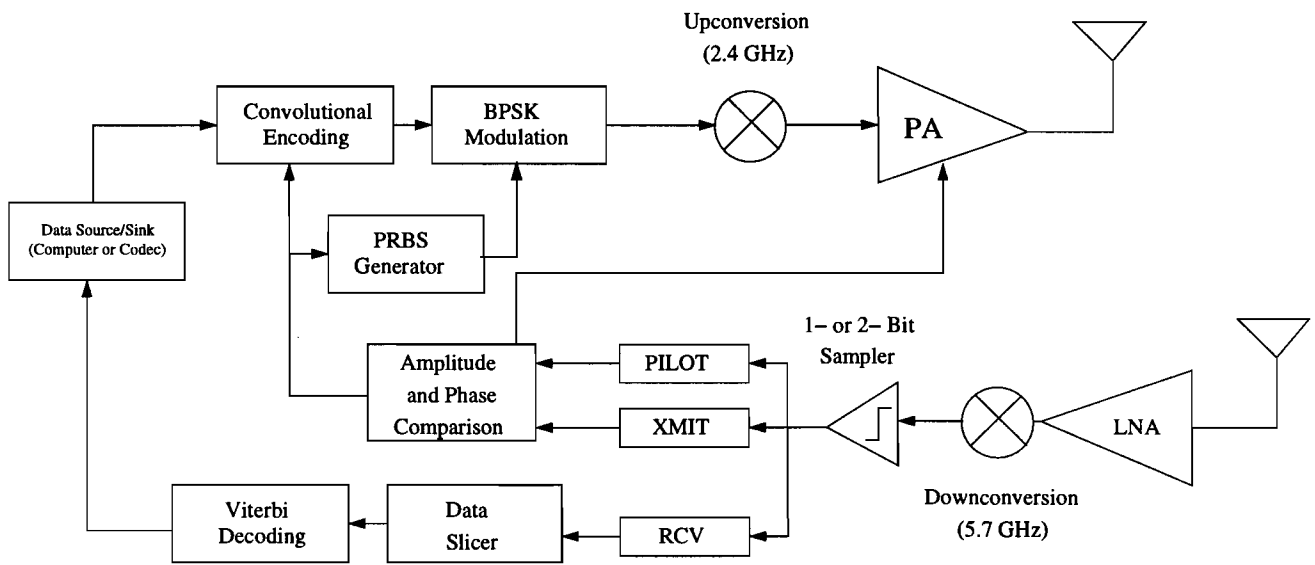 Upconversion
(2.4 GHz)
Convolutional
Encoding
BPSK
Modulation
PA
Data Source/Sink
(Computer or Codec)
PRBS
Generator
1– or 2– Bit
Sampler
Amplitude
and Phase
Comparison
PILOT
XMIT
LNA
Downconversion
(5.7 GHz)
Viterbi
Decoding
Data
Slicer
RCV